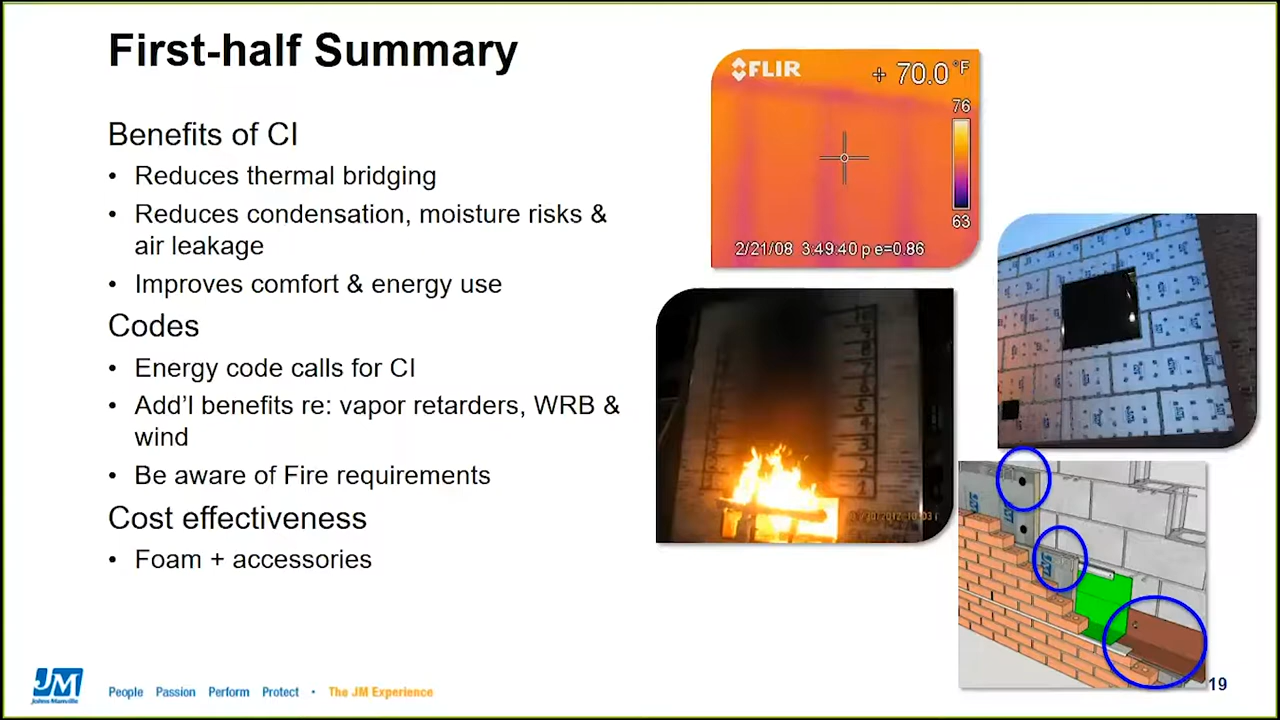 First-half Summary
Benefits of CI
• Reduces thermal bridging
• Reduces condensation, moisture risks &
air leakage
• Improves comfort & energy use
Codes
• Energy code calls for CI
• Add’l benefits re: vapor retarders, WRB &
wind
• Be aware of Fire requirements
Cost effectiveness
• Foam + accessories
FLIR
70.0 °F
76
63
2/21/08 3:49:40 p e=0.86
JM
Johns Manville
People Passion Perform Protect • The JM Experience
19